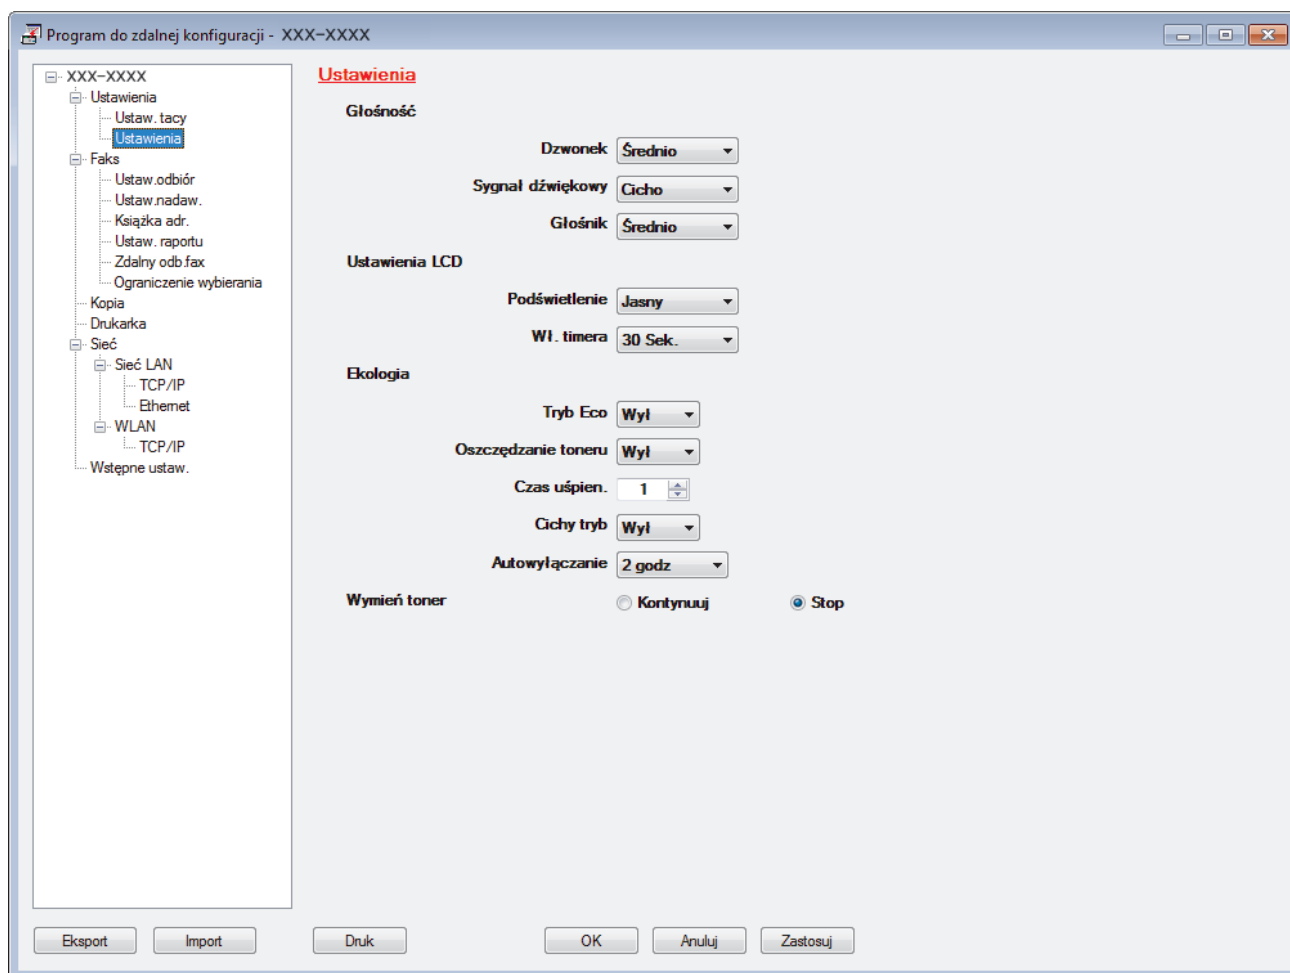 Program do zdalnej konfiguracji - XXX-XXXX
XXX-XXXX
Ustawienia
Ustaw. tacy
Ustawienia
Faks
Ustaw.odbiór
Ustaw.nadaw.
Książka adr.
Ustaw. raportu
Zdalny odb.fax
Ograniczenie wybierania
Kopia
Drukarka
Sieć
Sieć LAN
TCP/IP
Ethernet
WLAN
TCP/IP
Wstępne ustaw.
Ustawienia
Głośność
Dzwonek Średnio
Sygnał dźwiękowy Cicho
Głośnik Średnio
Ustawienia LCD
Podświetlenie Jasny
Wł. timera 30 Sek.
Ekologia
Tryb Eco Wył
Oszczędzanie toneru Wył
Czas uśpien. 1
Cichy tryb Wył
Autowyłączanie 2 godz
Wymień toner Kontynuuj Stop
Eksport Import Druk OK Anuluj Zastosuj